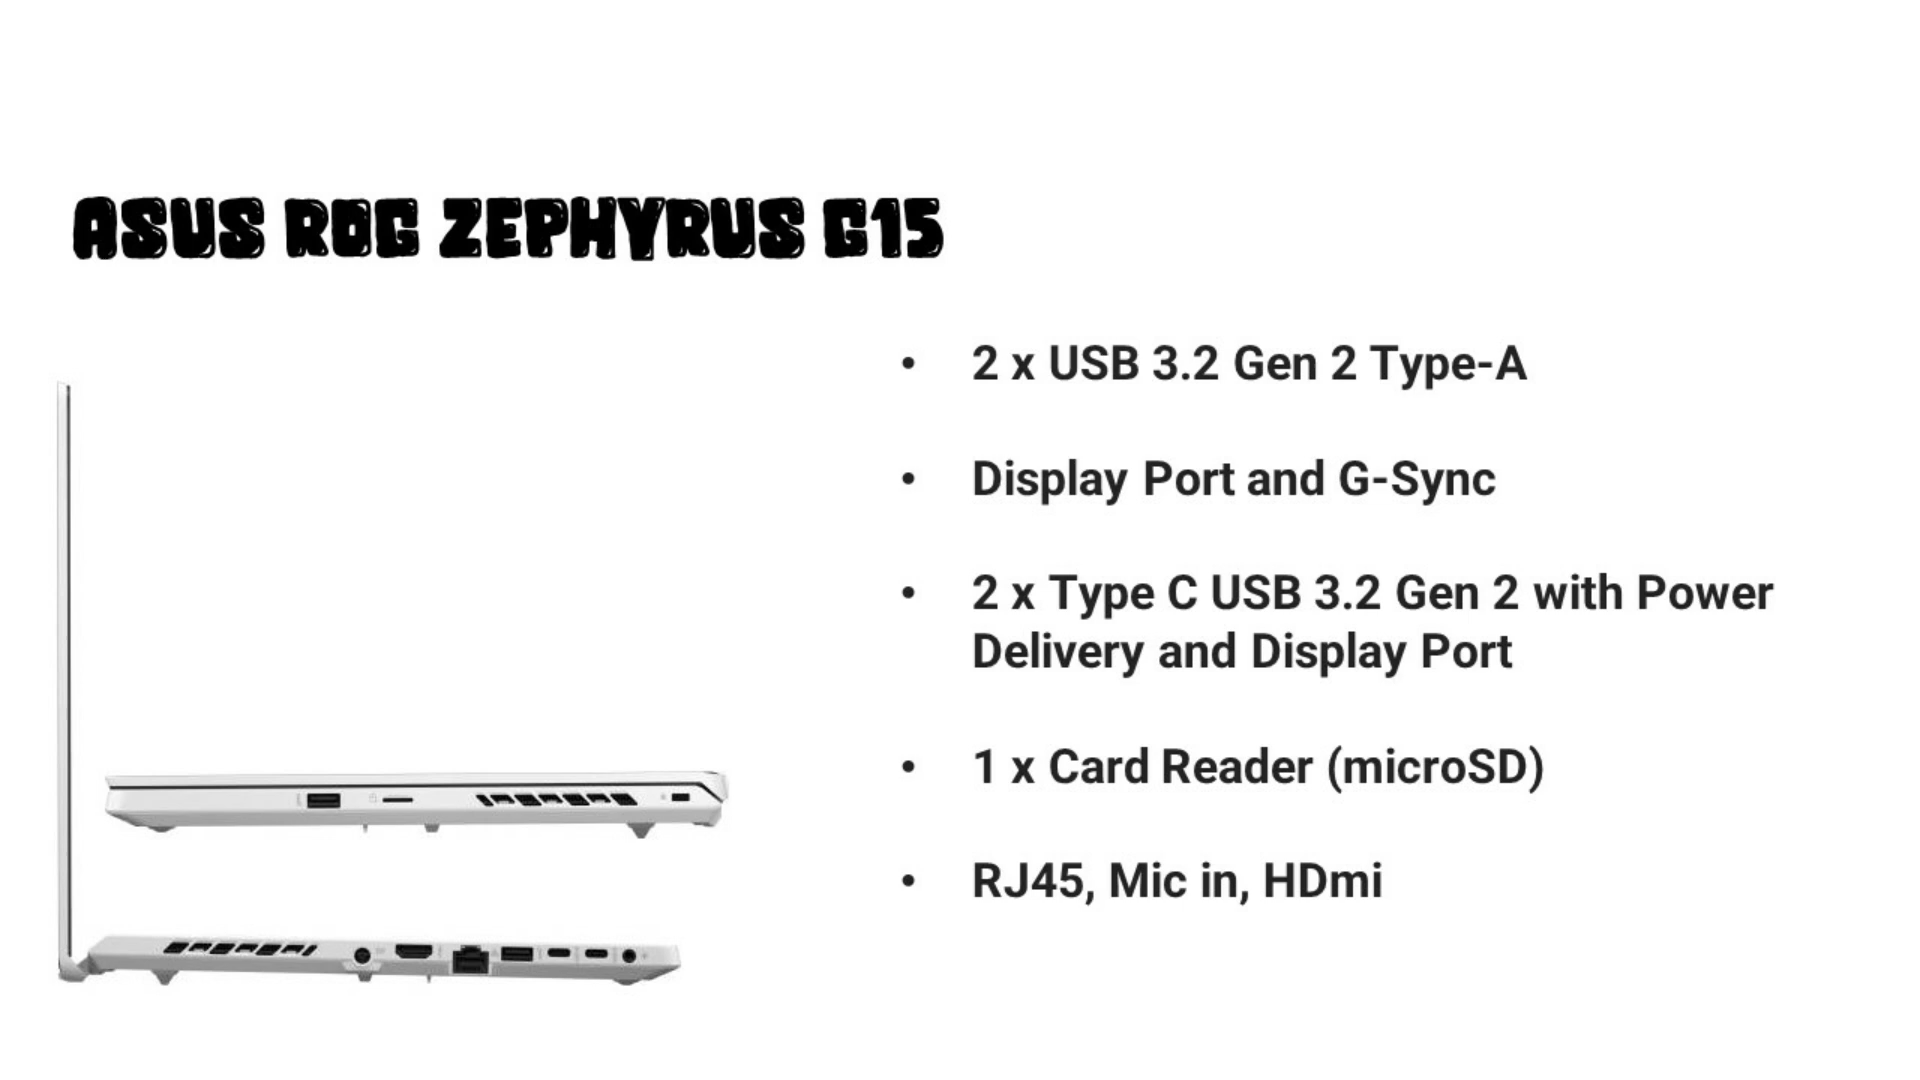 ASUS ROG ZEPHYRUS G15
• 2 x USB 3.2 Gen 2 Type-A
• Display Port and G-Sync
• 2 x Type C USB 3.2 Gen 2 with Power
Delivery and Display Port
• 1 x Card Reader (microSD)
• RJ45, Mic in, HDmi